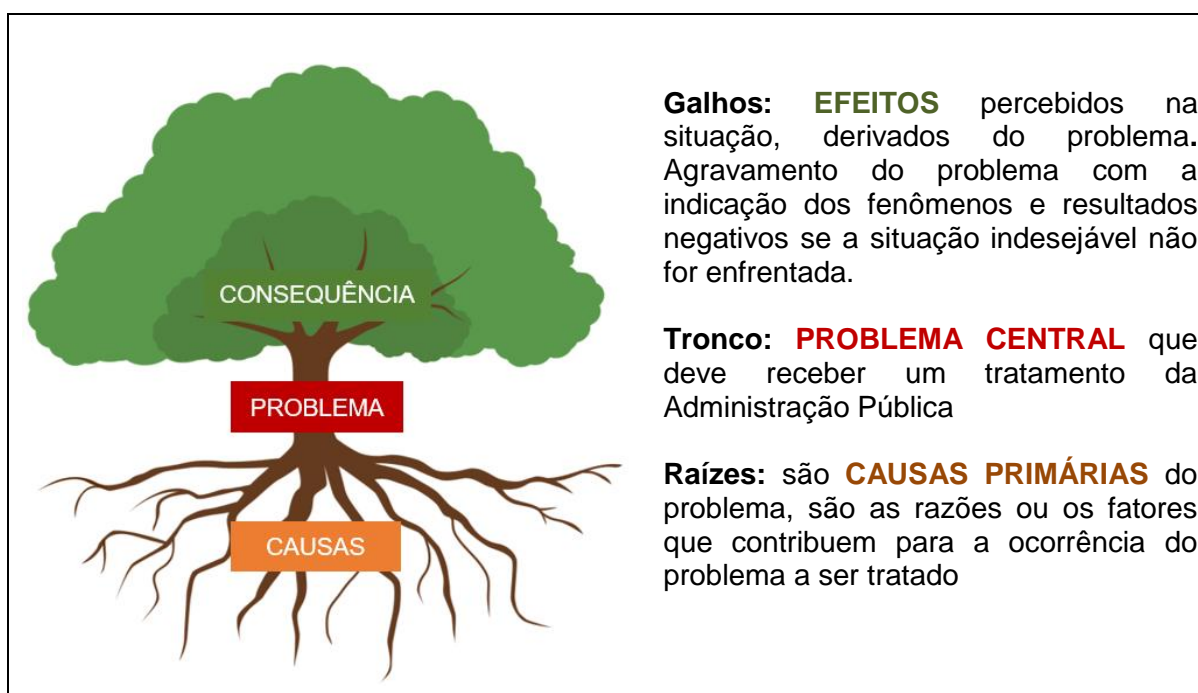 CONSEQUÊNCIA
PROBLEMA
CAUSAS
Galhos: EFEITOS percebidos na
situação, derivados do problema.
Agravamento do problema com a
indicação dos fenômenos e resultados
negativos se a situação indesejável não
for enfrentada.
Tronco: PROBLEMA CENTRAL que
deve receber um tratamento da
Administração Pública
Raízes: são CAUSAS PRIMÁRIAS do
problema, são as razões ou os fatores
que contribuem para a ocorrência do
problema a ser tratado